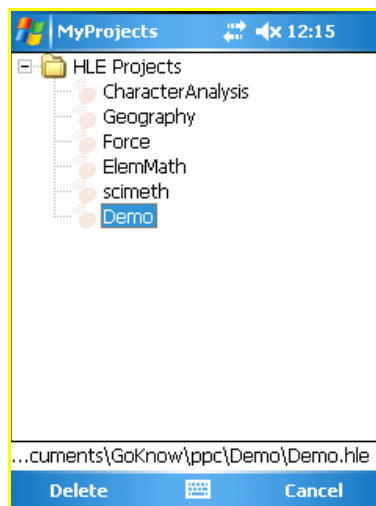 MyProjects 12:15
HLE Projects
CharacterAnalysis
Geography
Force
ElemMath
scimeth
Demo
...cuments\GoKnow\ppc\Demo\Demo.hle
Delete Cancel